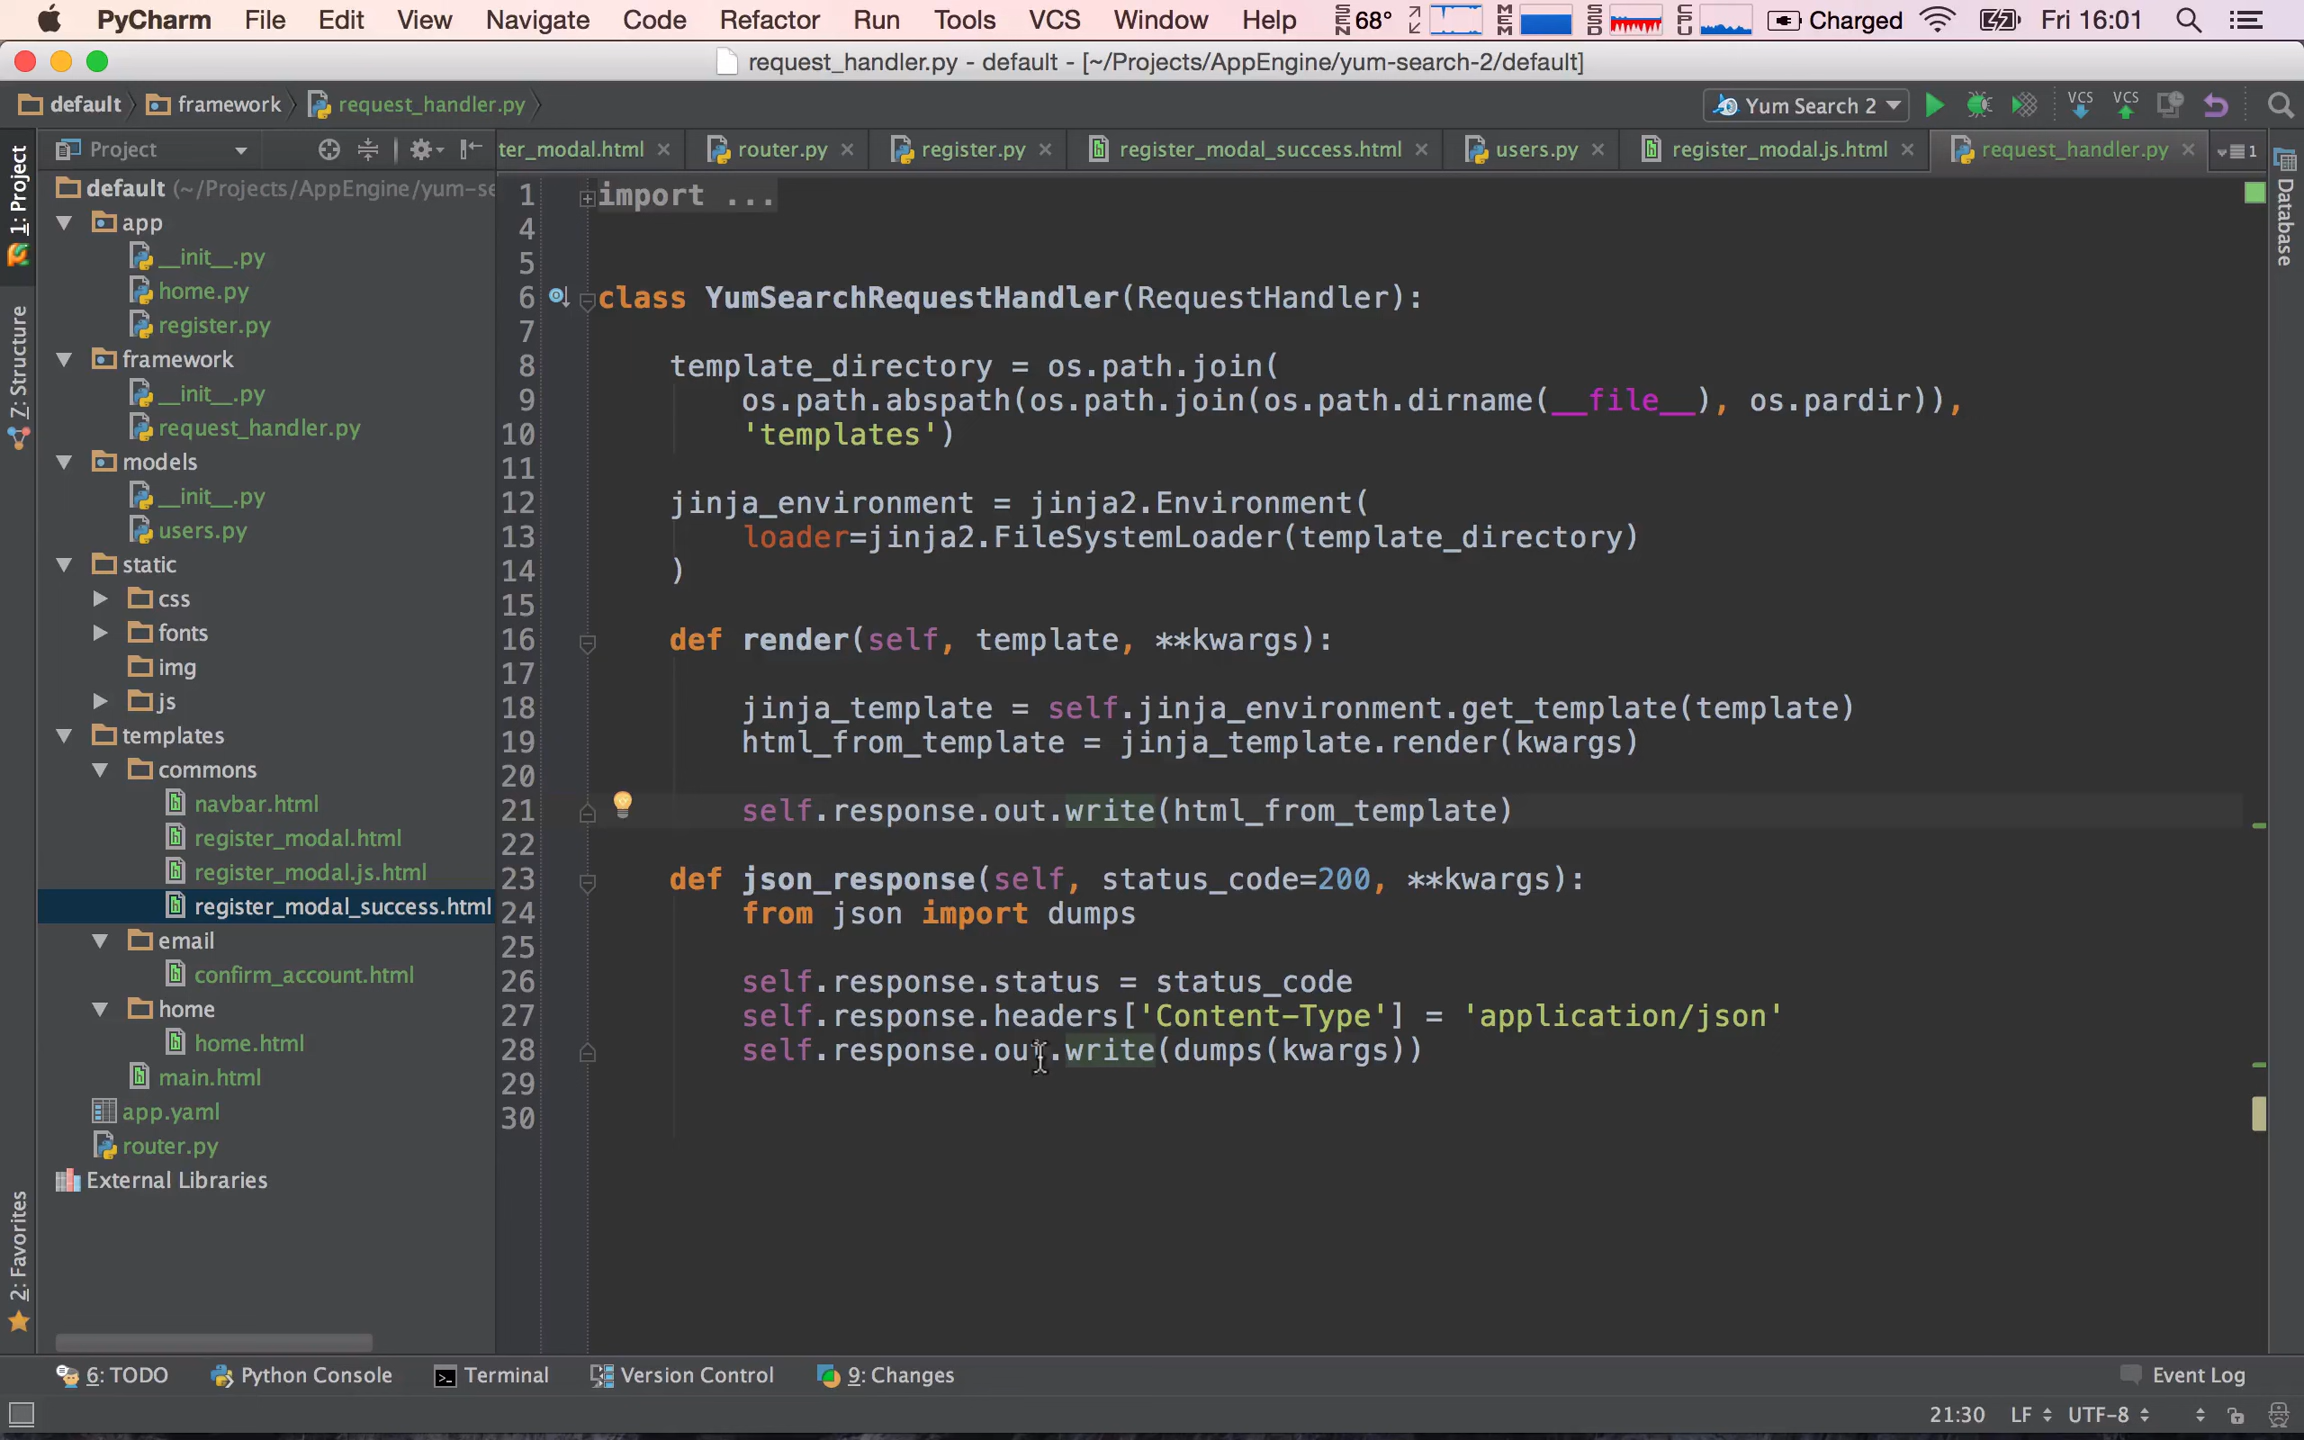 PyCharm File Edit View Navigate Code Refactor Run Tools VCS Window Help SEN 68° MEM SSD CPU Charged Fri 16:01
request_handler.py - default - [~/Projects/AppEngine/yum-search-2/default]
default framework request_handler.py Yum Search 2 VCS VCS
Project ter_modal.html router.py register.py register_modal_success.html users.py register_modal.js.html request_handler.py 1
1: Project
7: Structure
2: Favorites
default (~/Projects/AppEngine/yum-se
app
__init__.py
home.py
register.py
framework
__init__.py
request_handler.py
models
__init__.py
users.py
static
css
fonts
img
js
templates
commons
navbar.html
register_modal.html
register_modal.js.html
register_modal_success.html
email
confirm_account.html
home
home.html
main.html
app.yaml
router.py
External Libraries
1 import ...
4
5
6 class YumSearchRequestHandler(RequestHandler):
7
8 template_directory = os.path.join(
9 os.path.abspath(os.path.join(os.path.dirname(__file__), os.pardir)),
10 'templates')
11
12 jinja_environment = jinja2.Environment(
13 loader=jinja2.FileSystemLoader(template_directory)
14 )
15
16 def render(self, template, **kwargs):
17
18 jinja_template = self.jinja_environment.get_template(template)
19 html_from_template = jinja_template.render(kwargs)
20
21 self.response.out.write(html_from_template)
22
23 def json_response(self, status_code=200, **kwargs):
24 from json import dumps
25
26 self.response.status = status_code
27 self.response.headers['Content-Type'] = 'application/json'
28 self.response.out.write(dumps(kwargs))
29
30
Database
6: TODO Python Console Terminal Version Control 9: Changes Event Log
21:30 LF UTF-8